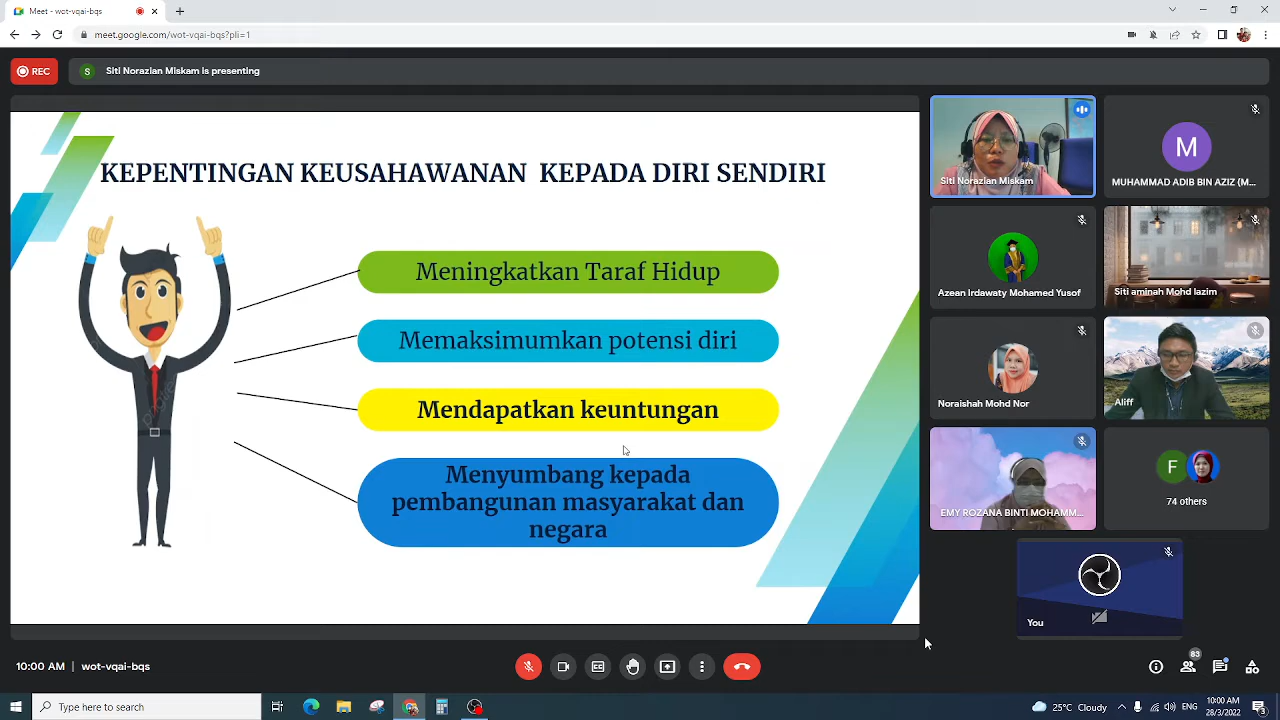 Meet - wot-vqai-bqs
meet.google.com/wot-vqai-bqs?pli=1
REC
S
Siti Norazlan Miskam is presenting
KEPENTINGAN KEUSAHAWANAN KEPADA DIRI SENDIRI
Meningkatkan Taraf Hidup
Memaksimumkan potensi diri
Mendapatkan keuntungan
Menyumbang kepada
pembangunan masyarakat dan
negara
Siti Norazlan Miskam
M
MUHAMMAD ADIB BIN AZIZ (M...
Azean Irdawaty Mohamed Yusof
Siti aminah Mohd lazim
Noraishah Mohd Nor
Aliff
EMY ROZANA BINTI MOHAMM...
F
74 others
You
10:00 AM | wot-vqai-bqs
83
Type here to search
25°C Cloudy
10:00 AM
28/3/2022
3